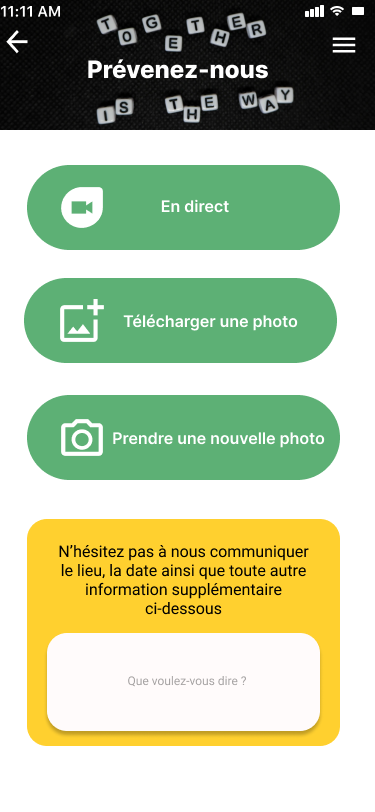 11:11 AM
TOGETHER
Prévenez-nous
IS THE WAY
En direct
Télécharger une photo
Prendre une nouvelle photo
N’hésitez pas à nous communiquer
le lieu, la date ainsi que toute autre
information supplémentaire
ci-dessous
Que voulez-vous dire ?